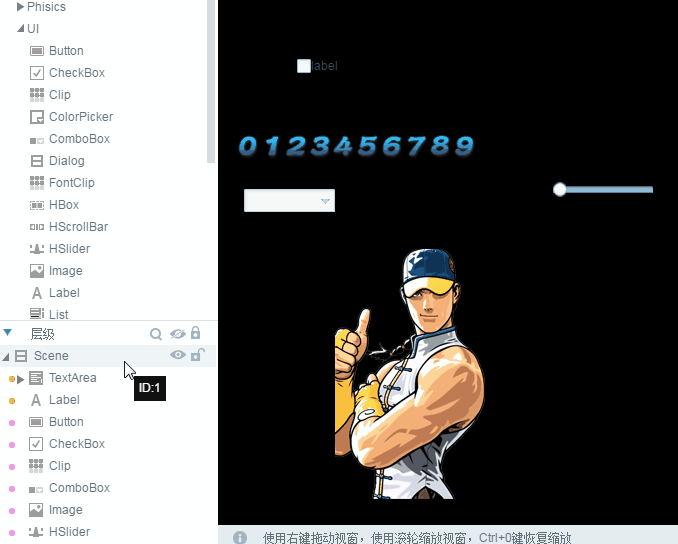 Phisics
UI
Button
CheckBox
Clip
ColorPicker
ComboBox
Dialog
FontClip
HBox
HScrollBar
HSlider
Image
Label
List
层级
Scene
ID:1
TextArea
Label
Button
CheckBox
Clip
ComboBox
Image
HSlider
label
0123456789
使用右键拖动视窗，使用滚轮缩放视窗，Ctrl+0键恢复缩放